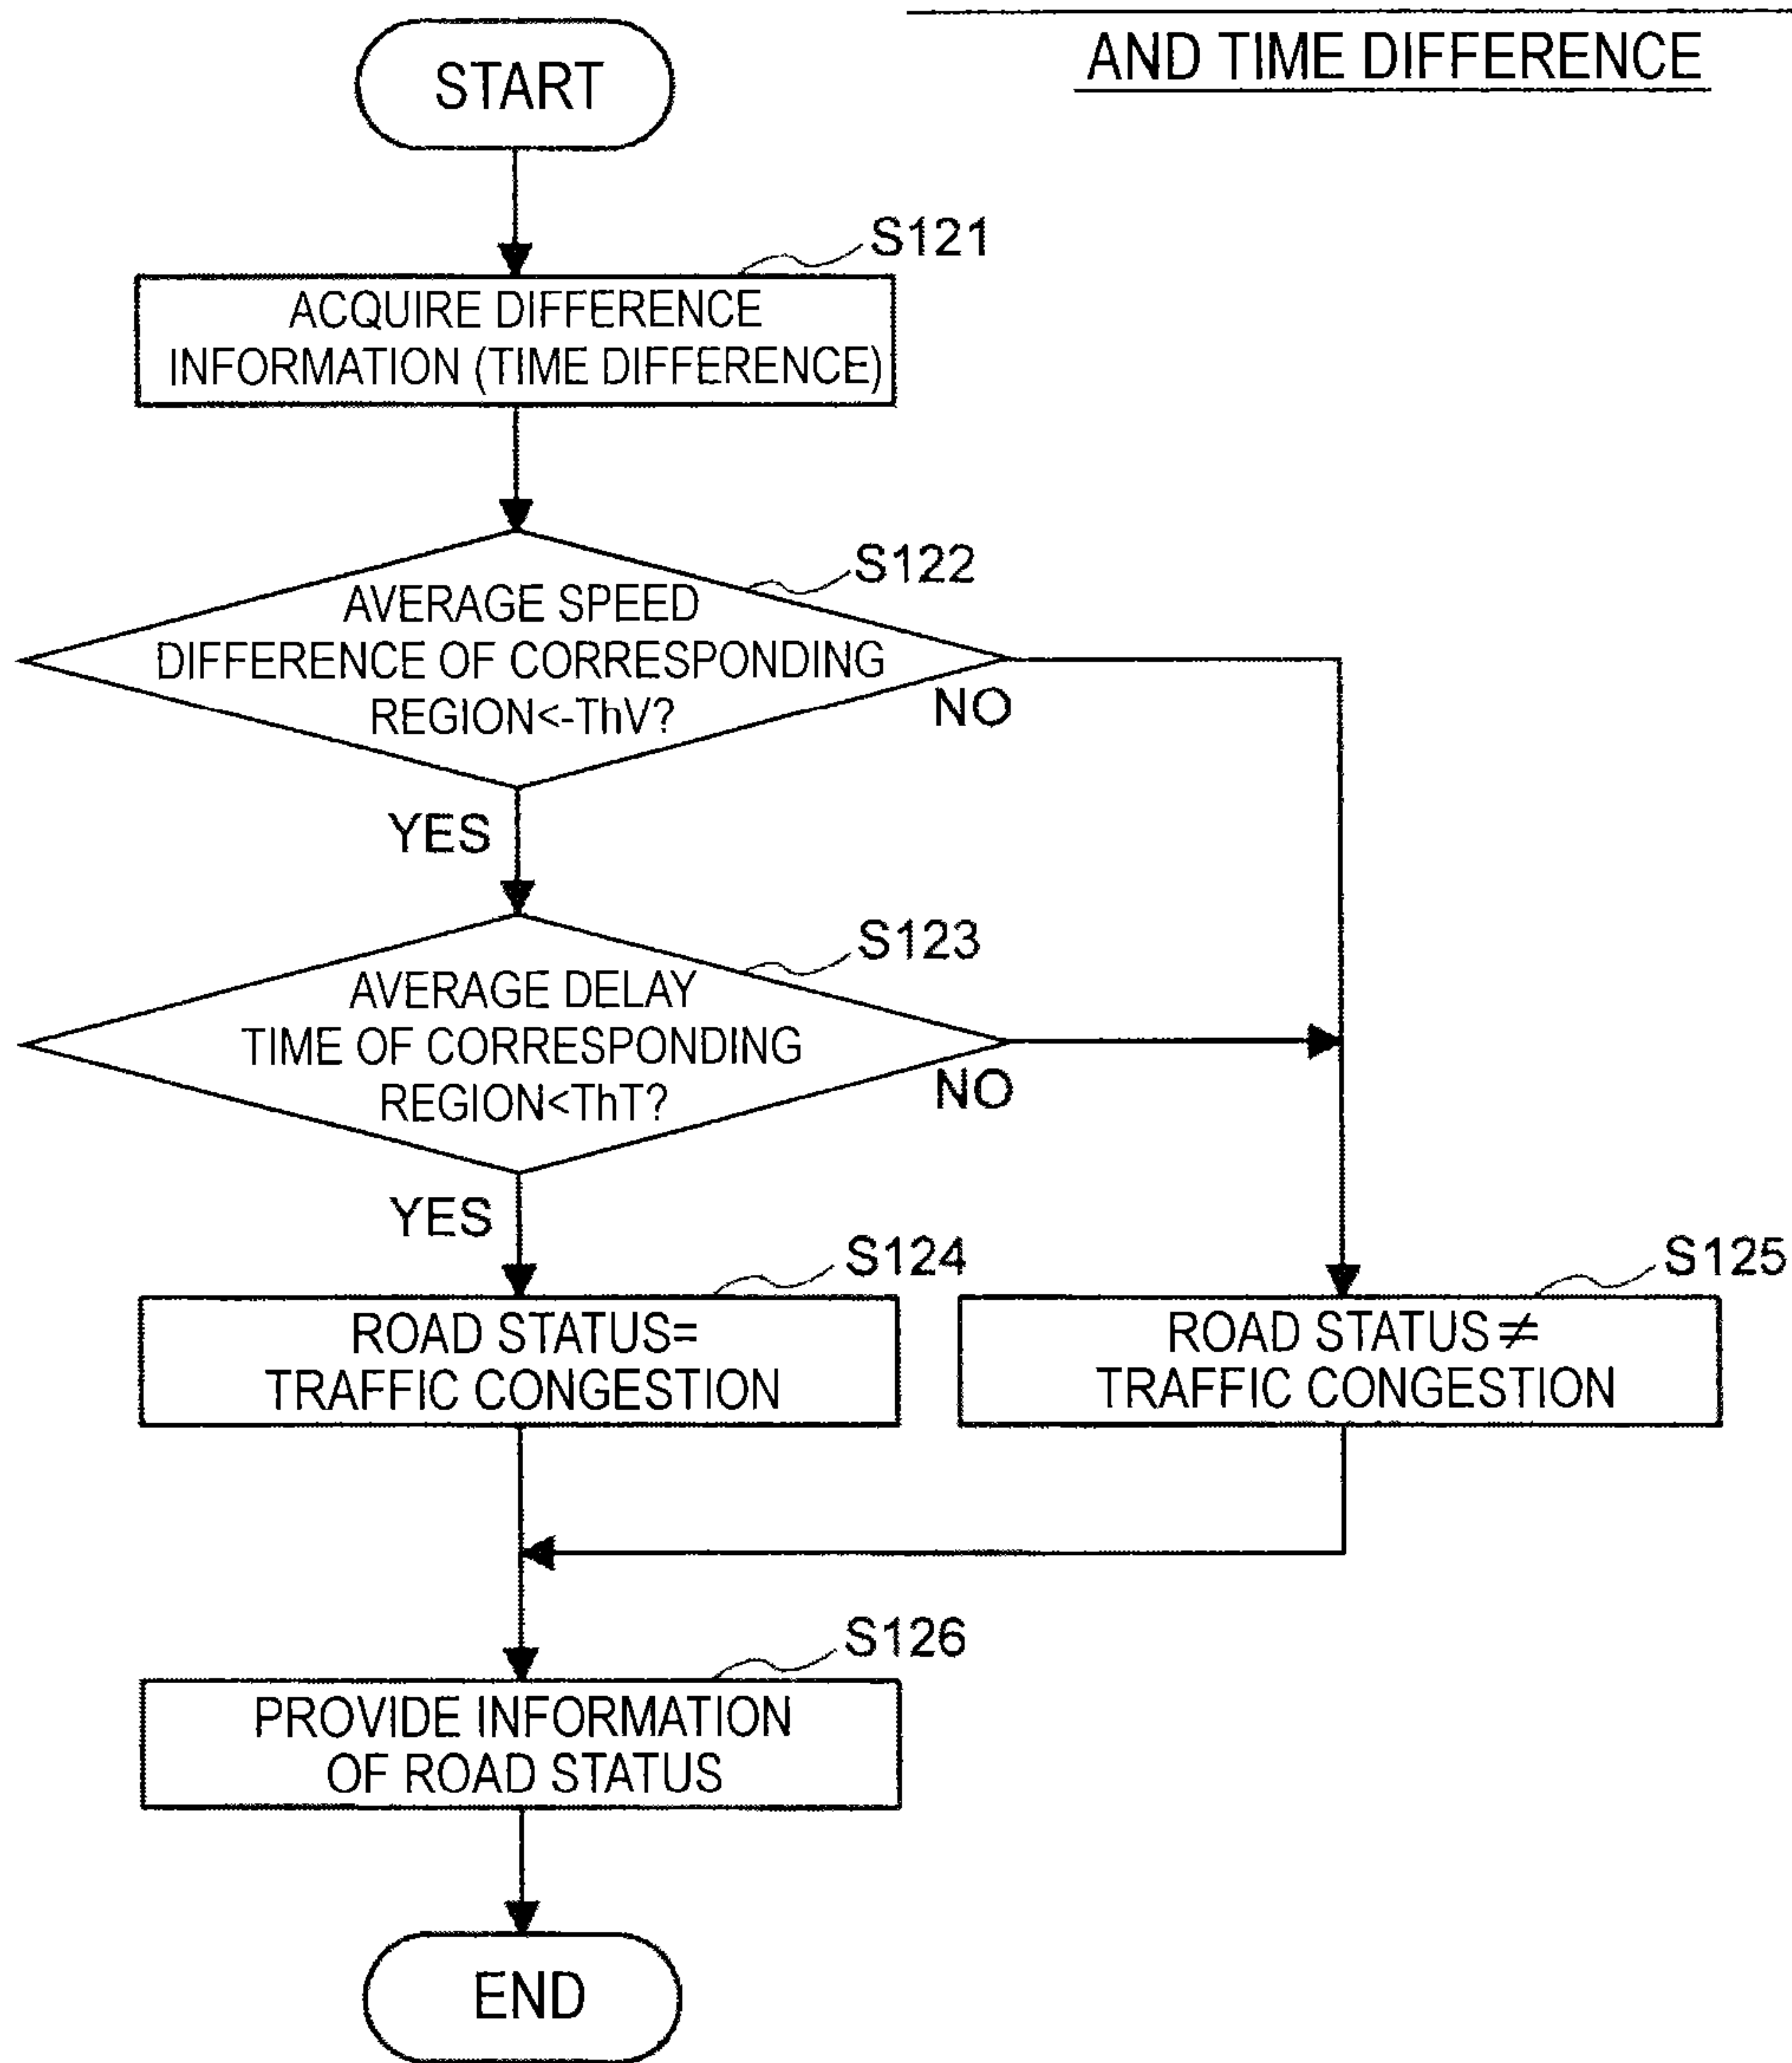 AND TIME DIFFERENCE
START
S121
ACQUIRE DIFFERENCE
INFORMATION (TIME DIFFERENCE)
S122
AVERAGE SPEED
DIFFERENCE OF CORRESPONDING
REGION<-ThV?
NO
YES
S123
AVERAGE DELAY
TIME OF CORRESPONDING
REGION<ThT?
NO
YES
S124
ROAD STATUS=
TRAFFIC CONGESTION
S125
ROAD STATUS≠
TRAFFIC CONGESTION
S126
PROVIDE INFORMATION
OF ROAD STATUS
END